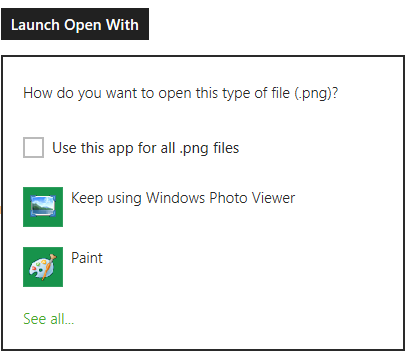 Launch Open With
How do you want to open this type of file (.png)?
Use this app for all .png files
Keep using Windows Photo Viewer
Paint
See all...